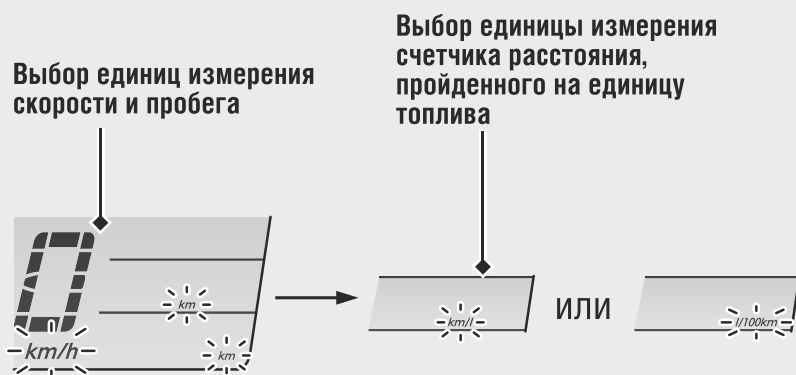 Выбор единиц измерения
скорости и пробега
Выбор единицы измерения
счетчика расстояния,
пройденного на единицу
топлива
0
km
km/h
km
km/l
ИЛИ
l/100km